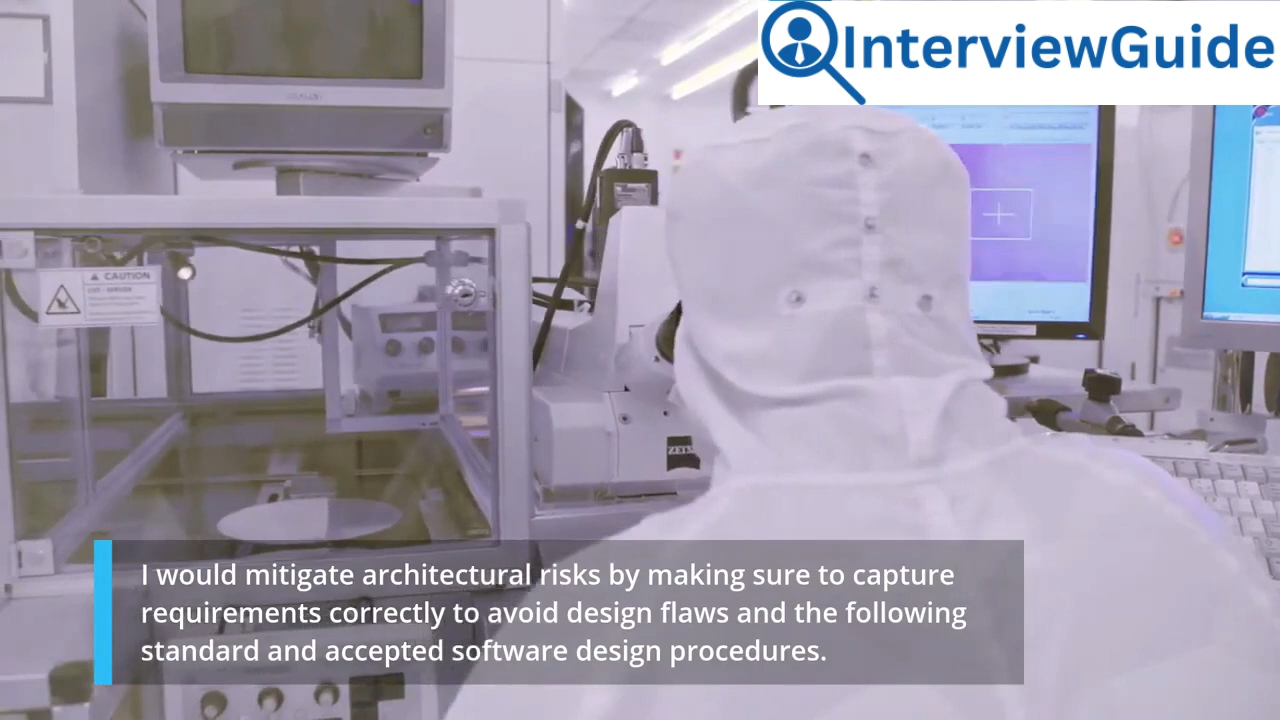 InterviewGuide
CAUTION
ZEISS
I would mitigate architectural risks by making sure to capture
requirements correctly to avoid design flaws and the following
standard and accepted software design procedures.